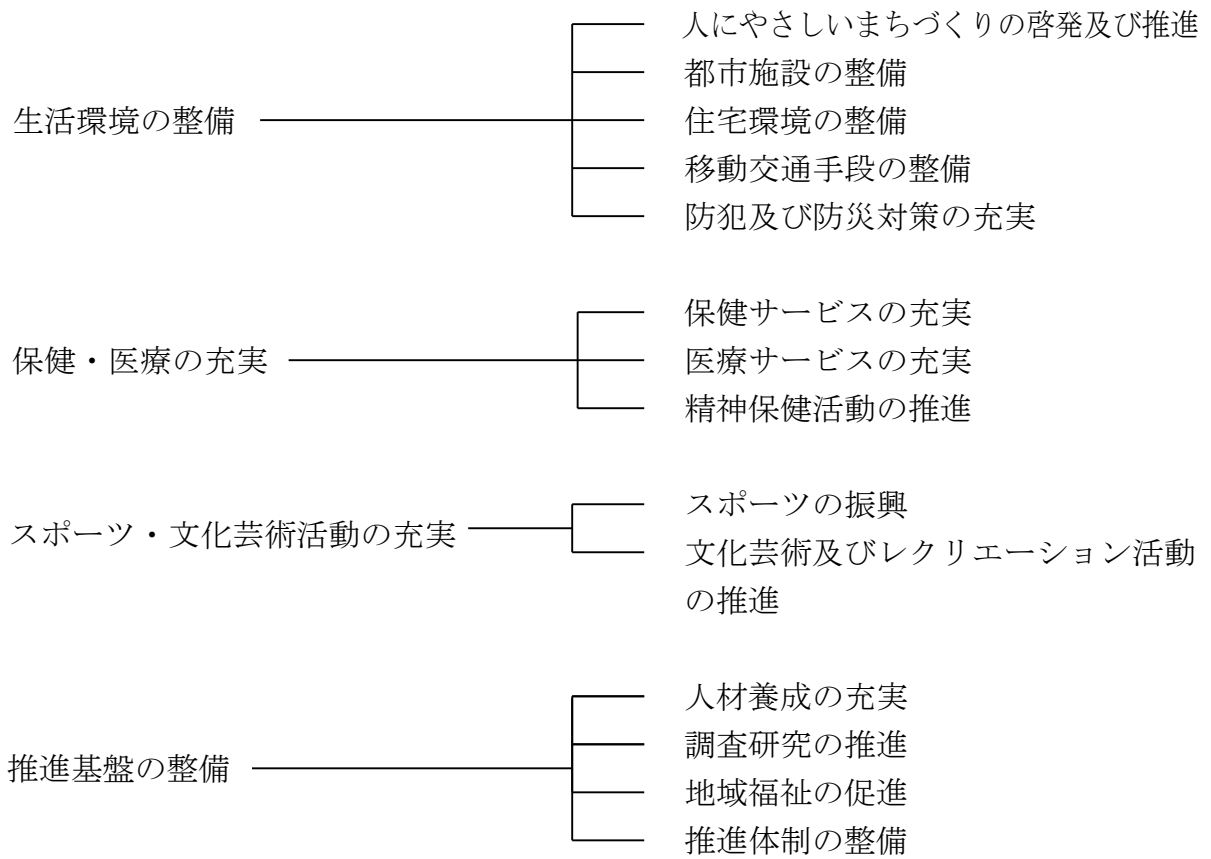 生活環境の整備
人にやさしいまちづくりの啓発及び推進
都市施設の整備
住宅環境の整備
移動交通手段の整備
防犯及び防災対策の充実
保健・医療の充実
保健サービスの充実
医療サービスの充実
精神保健活動の推進
スポーツ・文化芸術活動の充実
スポーツの振興
文化芸術及びレクリエーション活動
の推進
推進基盤の整備
人材養成の充実
調査研究の推進
地域福祉の促進
推進体制の整備